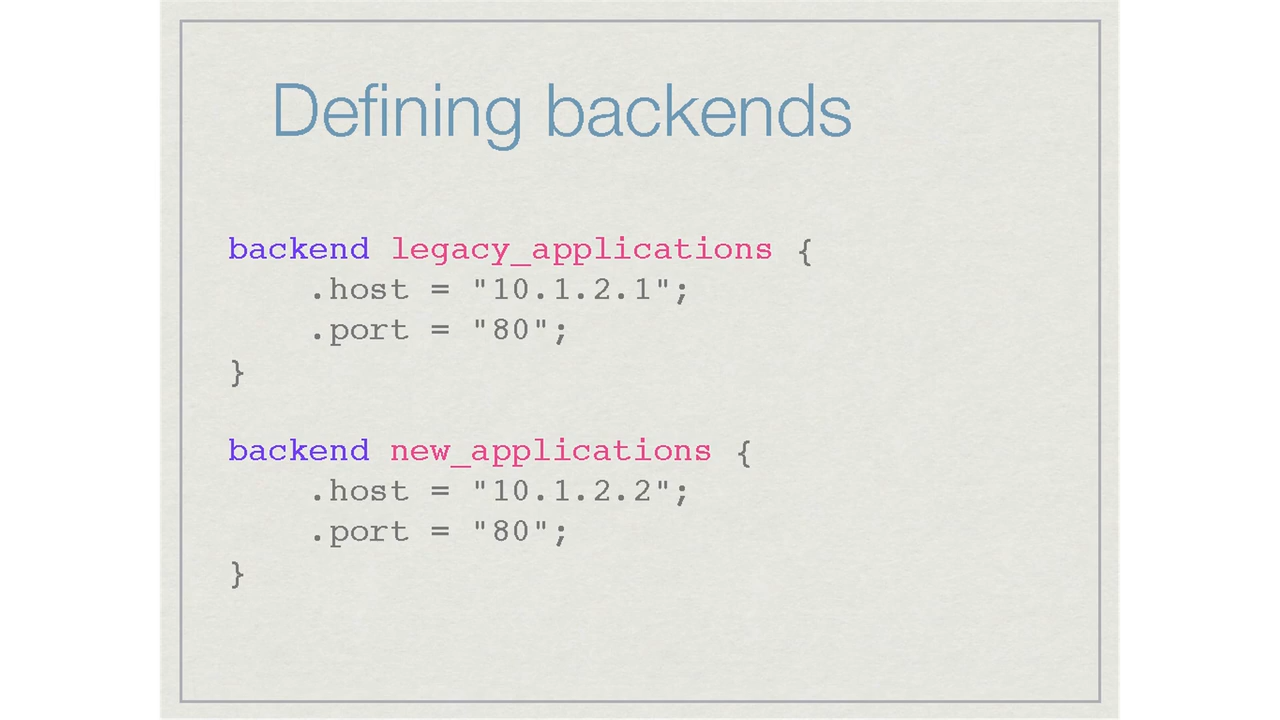 Defining backends
backend legacy_applications {
    .host = "10.1.2.1";
    .port = "80";
}
backend new_applications {
    .host = "10.1.2.2";
    .port = "80";
}